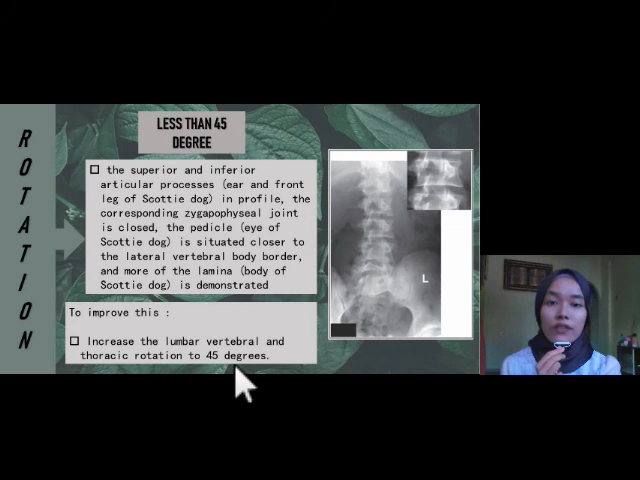 ROTATION
LESS THAN 45
DEGREE
the superior and inferior
articular processes (ear and front
leg of Scottie dog) in profile, the
corresponding zygapophyseal joint
is closed, the pedicle (eye of
Scottie dog) is situated closer to
the lateral vertebral body border,
and more of the lamina (body of
Scottie dog) is demonstrated
To improve this :
Increase the lumbar vertebral and
thoracic rotation to 45 degrees.
L